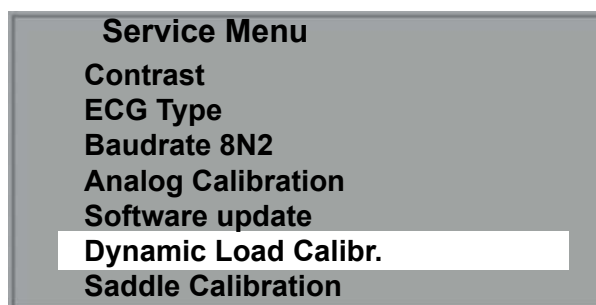 Service Menu
Contrast
ECG Type
Baudrate 8N2
Analog Calibration
Software update
Dynamic Load Calibr.
Saddle Calibration